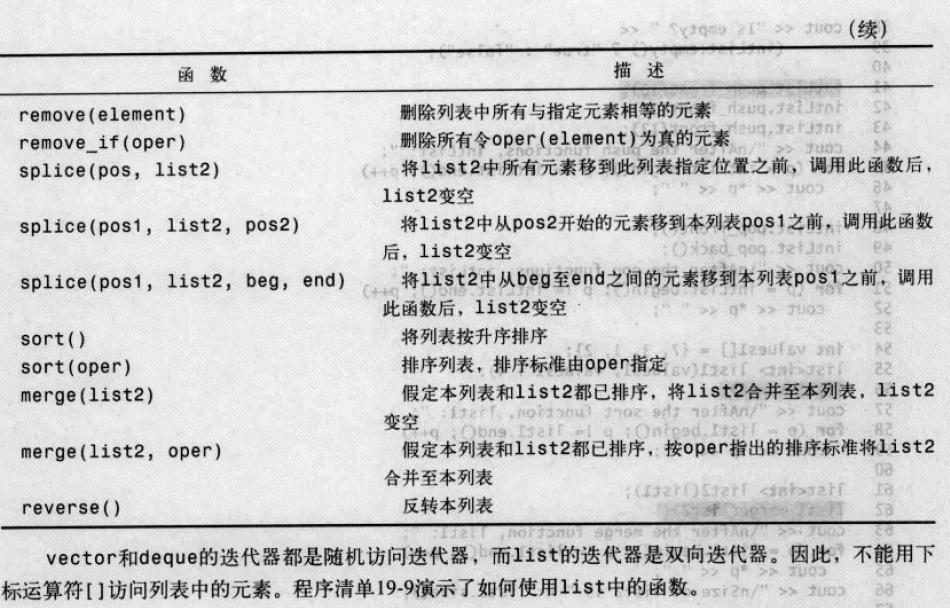 (续)
函 数 描 述
remove(element) 删除列表中所有与指定元素相等的元素
remove_if(oper) 删除所有令oper(element)为真的元素
splice(pos, list2) 将list2中所有元素移到此列表指定位置之前，调用此函数后，
list2变空
splice(pos1, list2, pos2) 将list2中从pos2开始的元素移到本列表pos1之前，调用此函数
后，list2变空
splice(pos1, list2, beg, end) 将list2中从beg至end之间的元素移到本列表pos1之前，调用
此函数后，list2变空
sort() 将列表按升序排序
sort(oper) 排序列表，排序标准由oper指定
merge(list2) 假定本列表和list2都已排序，将list2合并至本列表，list2
变空
merge(list2, oper) 假定本列表和list2都已排序，按oper指出的排序标准将list2
合并至本列表
reverse() 反转本列表
vector和deque的迭代器都是随机访问迭代器，而list的迭代器是双向迭代器。因此，不能用下
标运算符[]访问列表中的元素。程序清单19-9演示了如何使用list中的函数。